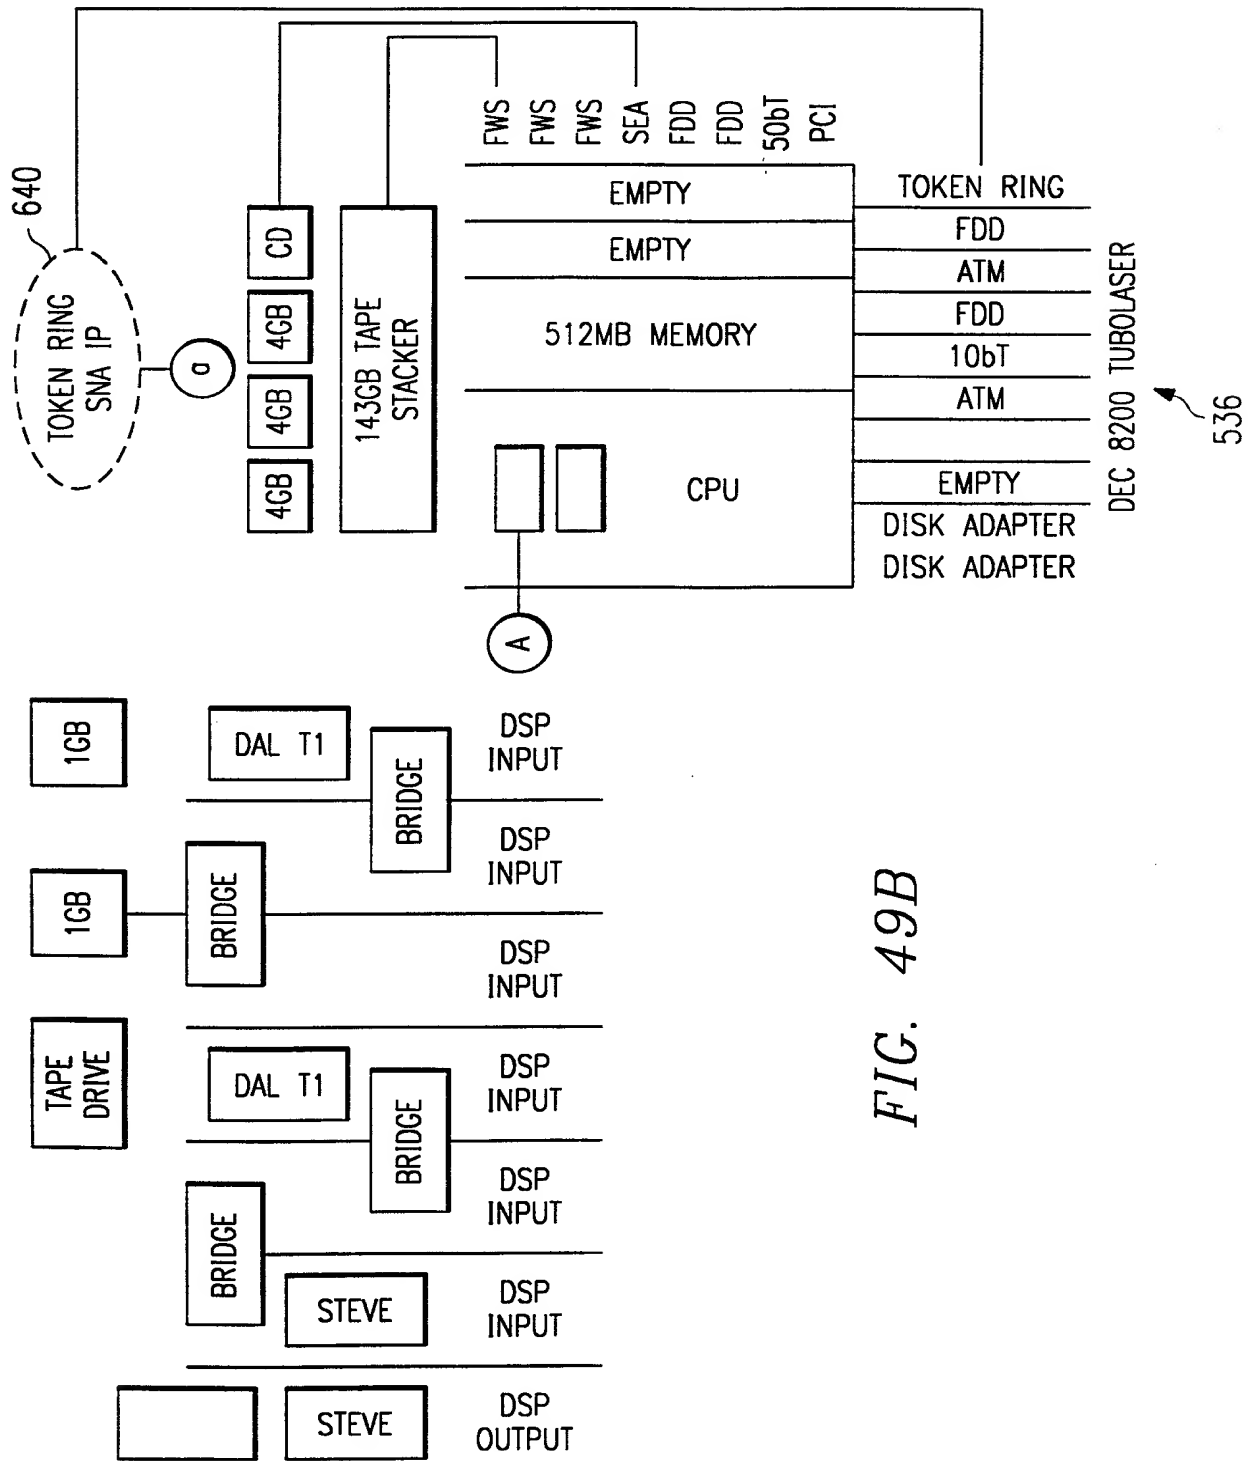 640
TOKEN RING
SNA IP
a
4GB
4GB
4GB
CD
143GB TAPE
STACKER
FWS
FWS
FWS
SEA
FDD
FDD
50bT
PCI
EMPTY
EMPTY
512MB MEMORY
CPU
A
TOKEN RING
FDD
ATM
FDD
10bT
ATM
EMPTY
DISK ADAPTER
DISK ADAPTER
DEC 8200 TUBOLASER
536
1GB
1GB
TAPE
DRIVE
DAL T1
BRIDGE
BRIDGE
DAL T1
BRIDGE
BRIDGE
STEVE
STEVE
DSP
INPUT
DSP
INPUT
DSP
INPUT
DSP
INPUT
DSP
INPUT
DSP
INPUT
DSP
OUTPUT
FIG. 49B